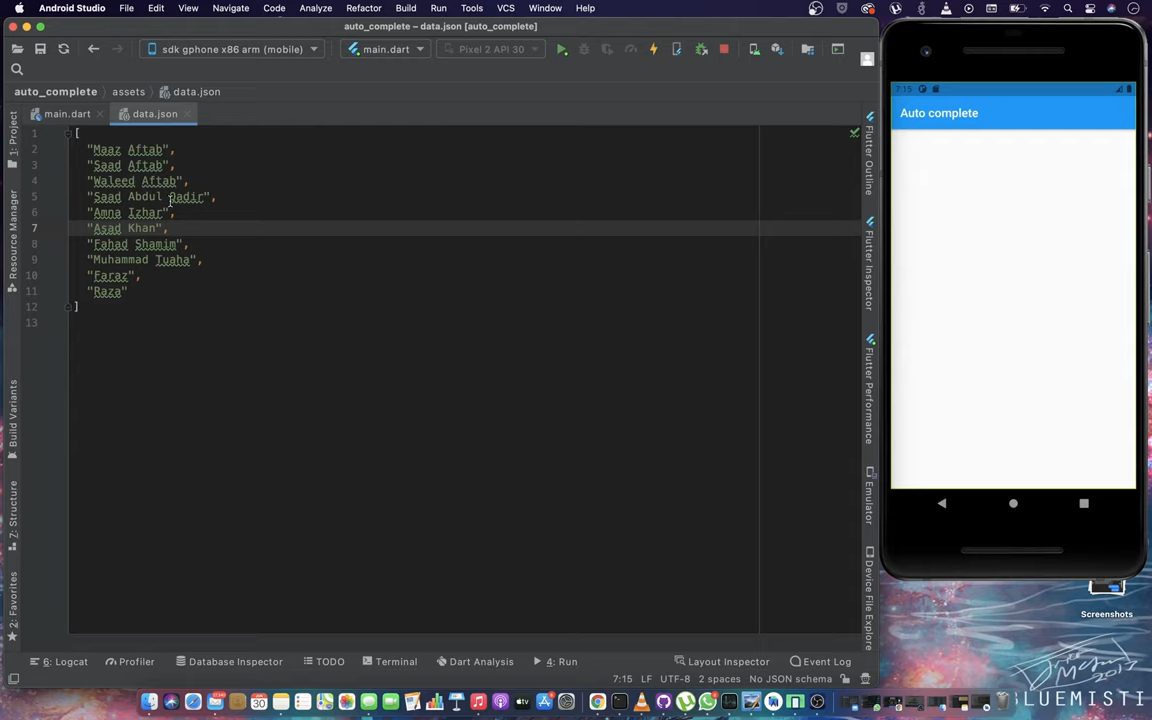 Android Studio File Edit View Navigate Code Analyze Refactor Build Run Tools VCS Window Help
auto_complete – data.json [auto_complete]
sdk gphone x86 arm (mobile) main.dart Pixel 2 API 30
auto_complete assets data.json
main.dart data.json
1 [
2 "Maaz Aftab",
3 "Saad Aftab",
4 "Waleed Aftab",
5 "Saad Abdul Qadir",
6 "Amna Izhar",
7 "Asad Khan",
8 "Fahad Shamim",
9 "Muhammad Tuaha",
10 "Faraz",
11 "Raza"
12 ]
13
1: Project
Resource Manager
Build Variants
Z: Structure
2: Favorites
Flutter Outline
Flutter Inspector
Flutter Performance
Emulator
Device File Explorer
7:15
Auto complete
Screenshots
6: Logcat Profiler Database Inspector TODO Terminal Dart Analysis 4: Run Layout Inspector Event Log
7:15 LF UTF-8 2 spaces No JSON schema
30
BLUEMISTI